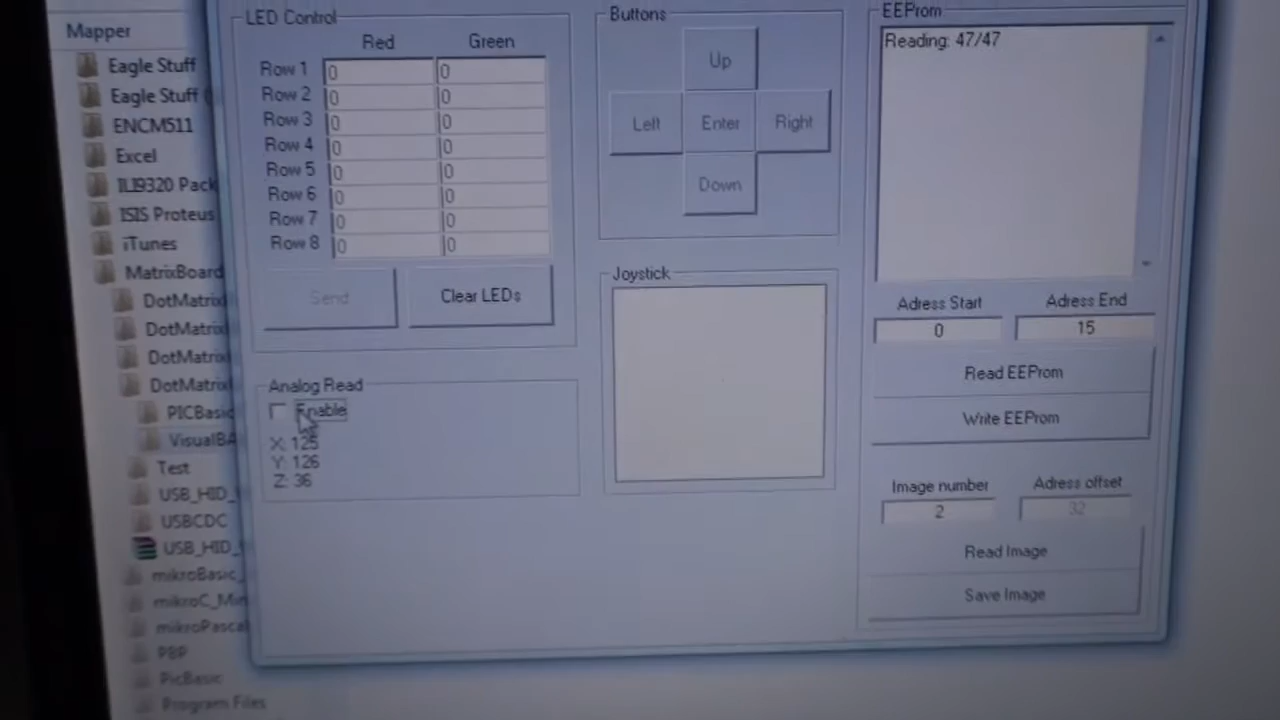 Mapper
Eagle Stuff
Eagle Stuff
ENCM511
Excel
ILI9320 Pack
ISIS Proteus
iTunes
MatrixBoard
DotMatrix
DotMatrix
DotMatrix
DotMatrix
PICBasic
VisualBA
Test
USB_HID_
USBCDC
USB_HID_
mikroBasic_
mikroC_
mikroPascal
PBP
PicBasic
Program Files
LED Control
Red Green
Row 1 0 0
Row 2 0 0
Row 3 0 0
Row 4 0 0
Row 5 0 0
Row 6 0 0
Row 7 0 0
Row 8 0 0
Send Clear LEDs
Analog Read
Enable
X: 125
Y: 126
Z: 36
Buttons
Up
Left Enter Right
Down
Joystick
EEProm
Reading: 47/47
Adress Start Adress End
0 15
Read EEProm
Write EEProm
Image number Adress offset
2 32
Read Image
Save Image